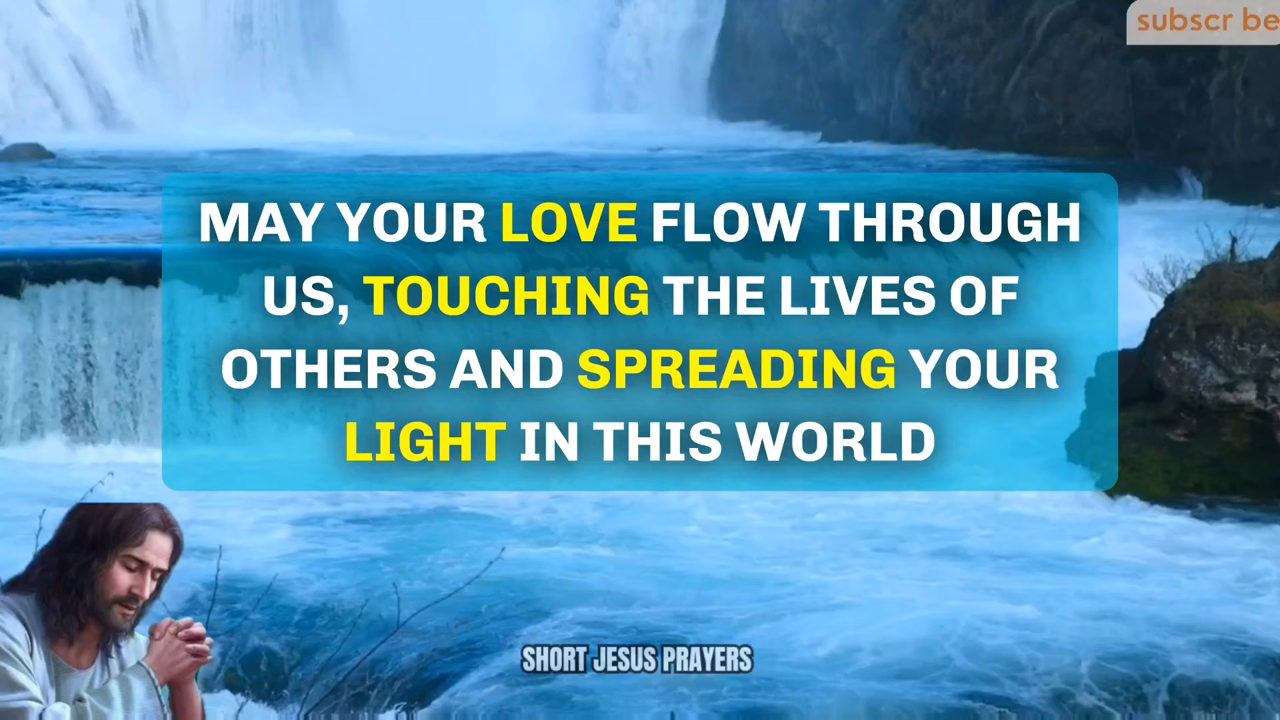 subscr be
MAY YOUR LOVE FLOW THROUGH
US, TOUCHING THE LIVES OF
OTHERS AND SPREADING YOUR
LIGHT IN THIS WORLD
SHORT JESUS PRAYERS